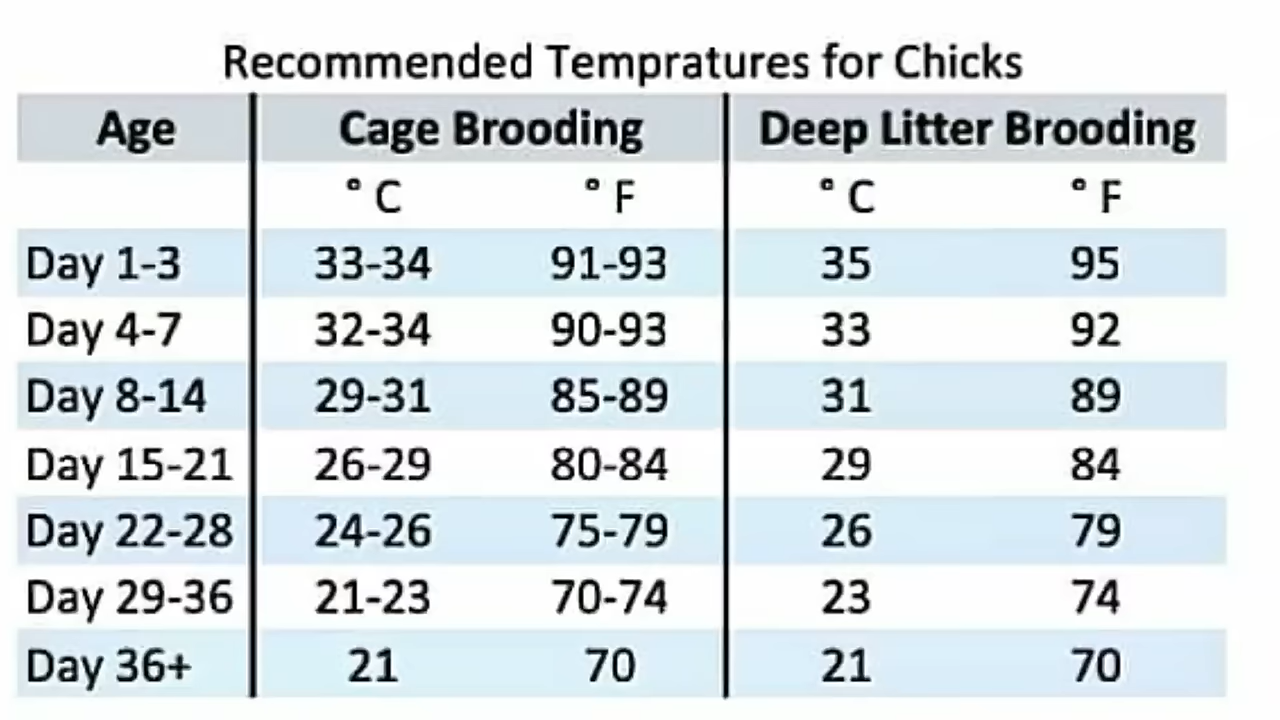 Recommended Tempratures for Chicks
Age Cage Brooding Deep Litter Brooding
° C ° F ° C ° F
Day 1-3 33-34 91-93 35 95
Day 4-7 32-34 90-93 33 92
Day 8-14 29-31 85-89 31 89
Day 15-21 26-29 80-84 29 84
Day 22-28 24-26 75-79 26 79
Day 29-36 21-23 70-74 23 74
Day 36+ 21 70 21 70